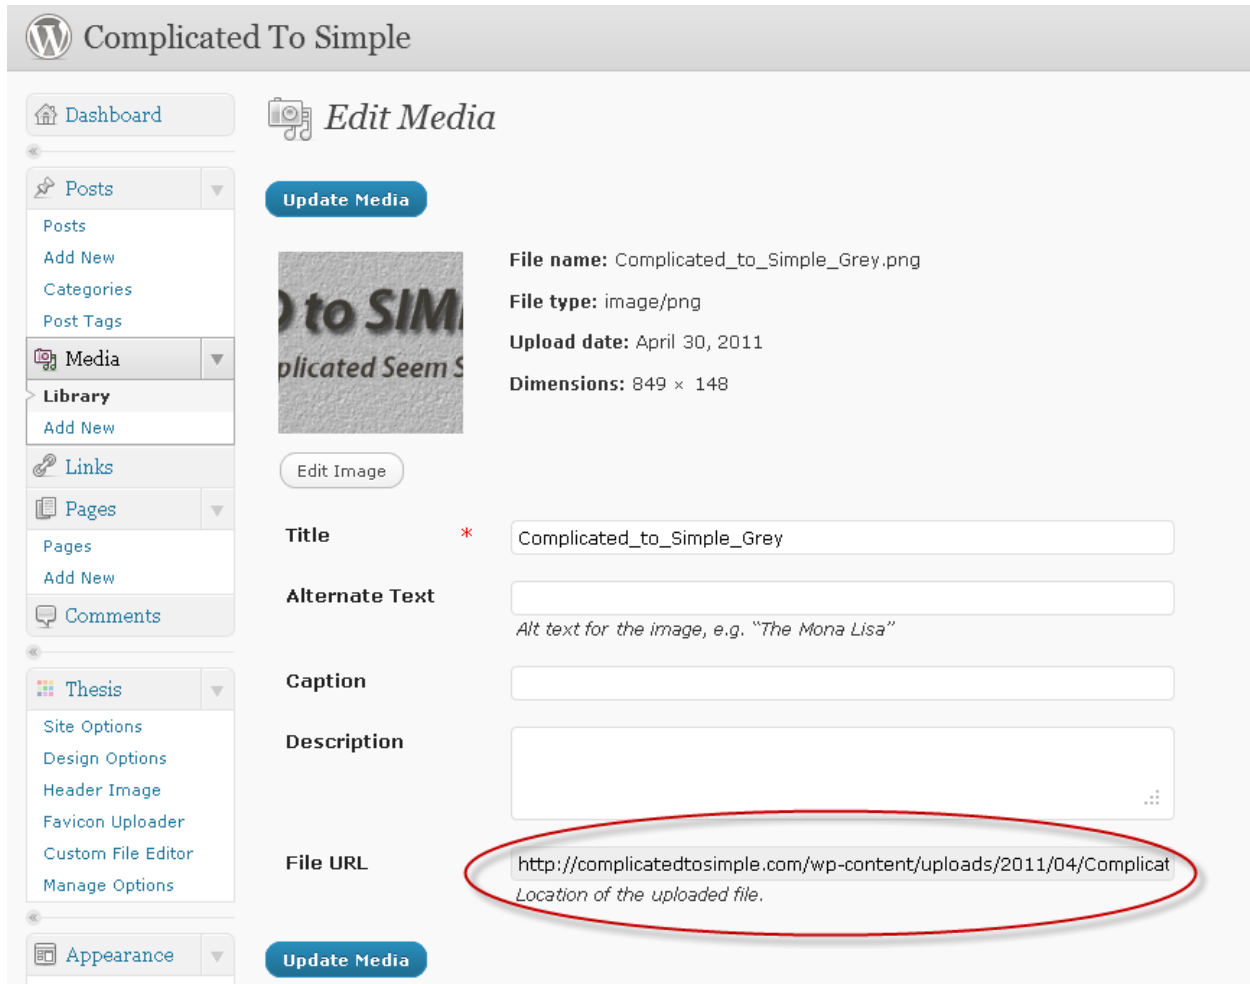 Complicated To Simple
Dashboard
Posts
Posts
Add New
Categories
Post Tags
Media
Library
Add New
Links
Pages
Pages
Add New
Comments
Thesis
Site Options
Design Options
Header Image
Favicon Uploader
Custom File Editor
Manage Options
Appearance
Edit Media
Update Media
to SIM
plicated Seem S
File name: Complicated_to_Simple_Grey.png
File type: image/png
Upload date: April 30, 2011
Dimensions: 849 × 148
Edit Image
Title * Complicated_to_Simple_Grey
Alternate Text
Alt text for the image, e.g. “The Mona Lisa”
Caption
Description
File URL http://complicatedtosimple.com/wp-content/uploads/2011/04/Complicat
Location of the uploaded file.
Update Media